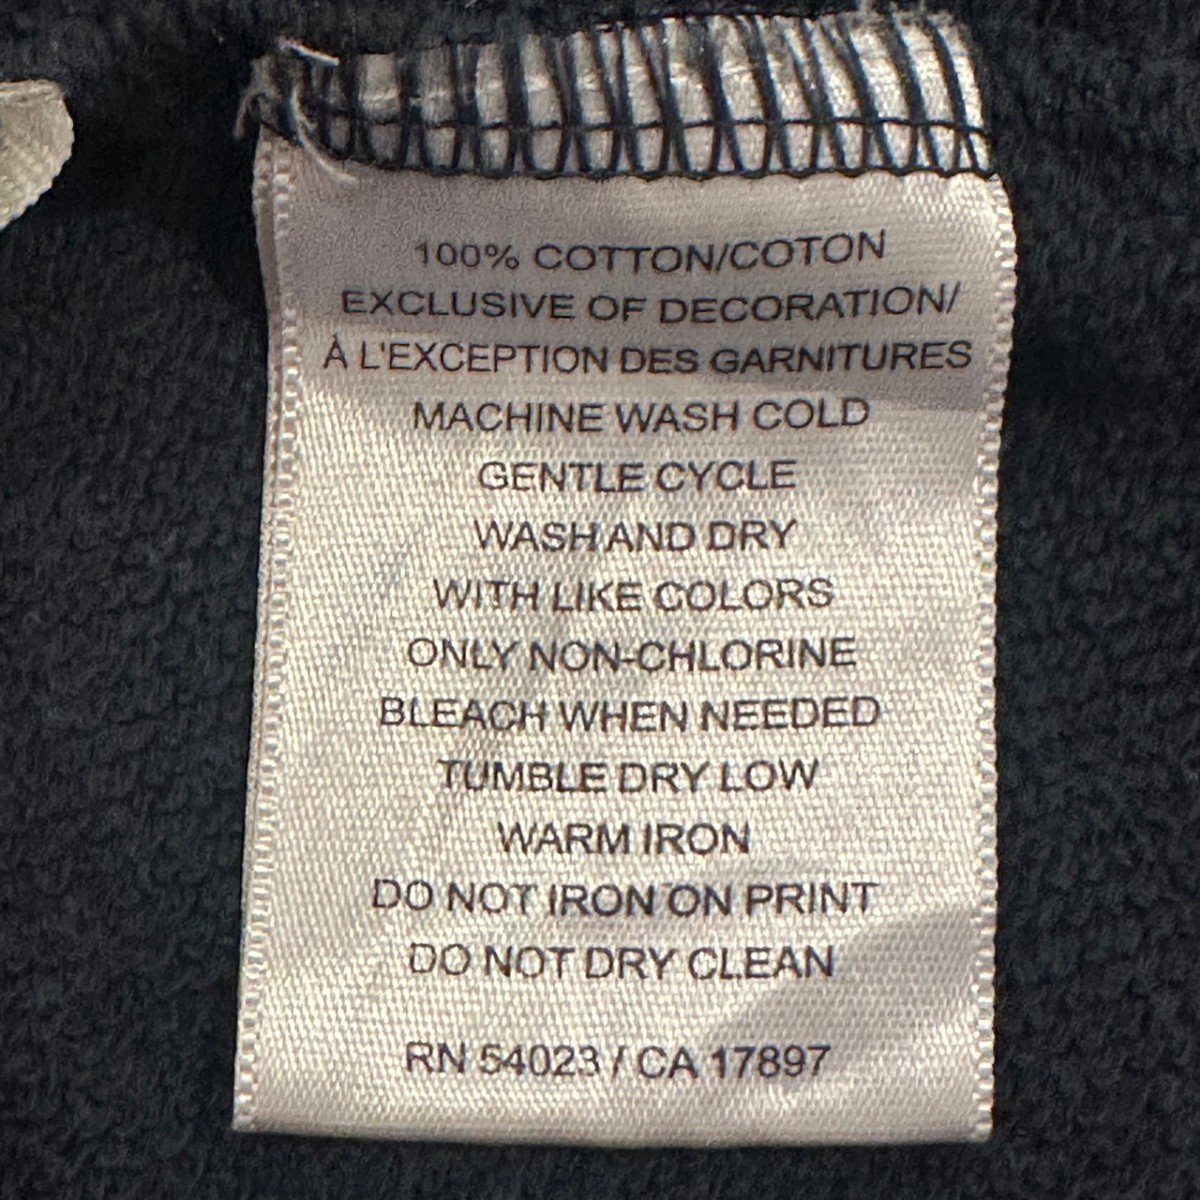 100% COTTON/COTON
EXCLUSIVE OF DECORATION/
À L'EXCEPTION DES GARNITURES
MACHINE WASH COLD
GENTLE CYCLE
WASH AND DRY
WITH LIKE COLORS
ONLY NON-CHLORINE
BLEACH WHEN NEEDED
TUMBLE DRY LOW
WARM IRON
DO NOT IRON ON PRINT
DO NOT DRY CLEAN
RN 54023 / CA 17897